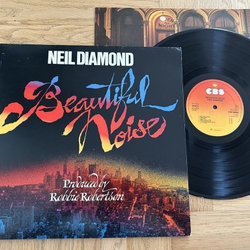 NEIL DIAMOND
Beautiful
Noise
Produced by
Robbie Robertson
CBS